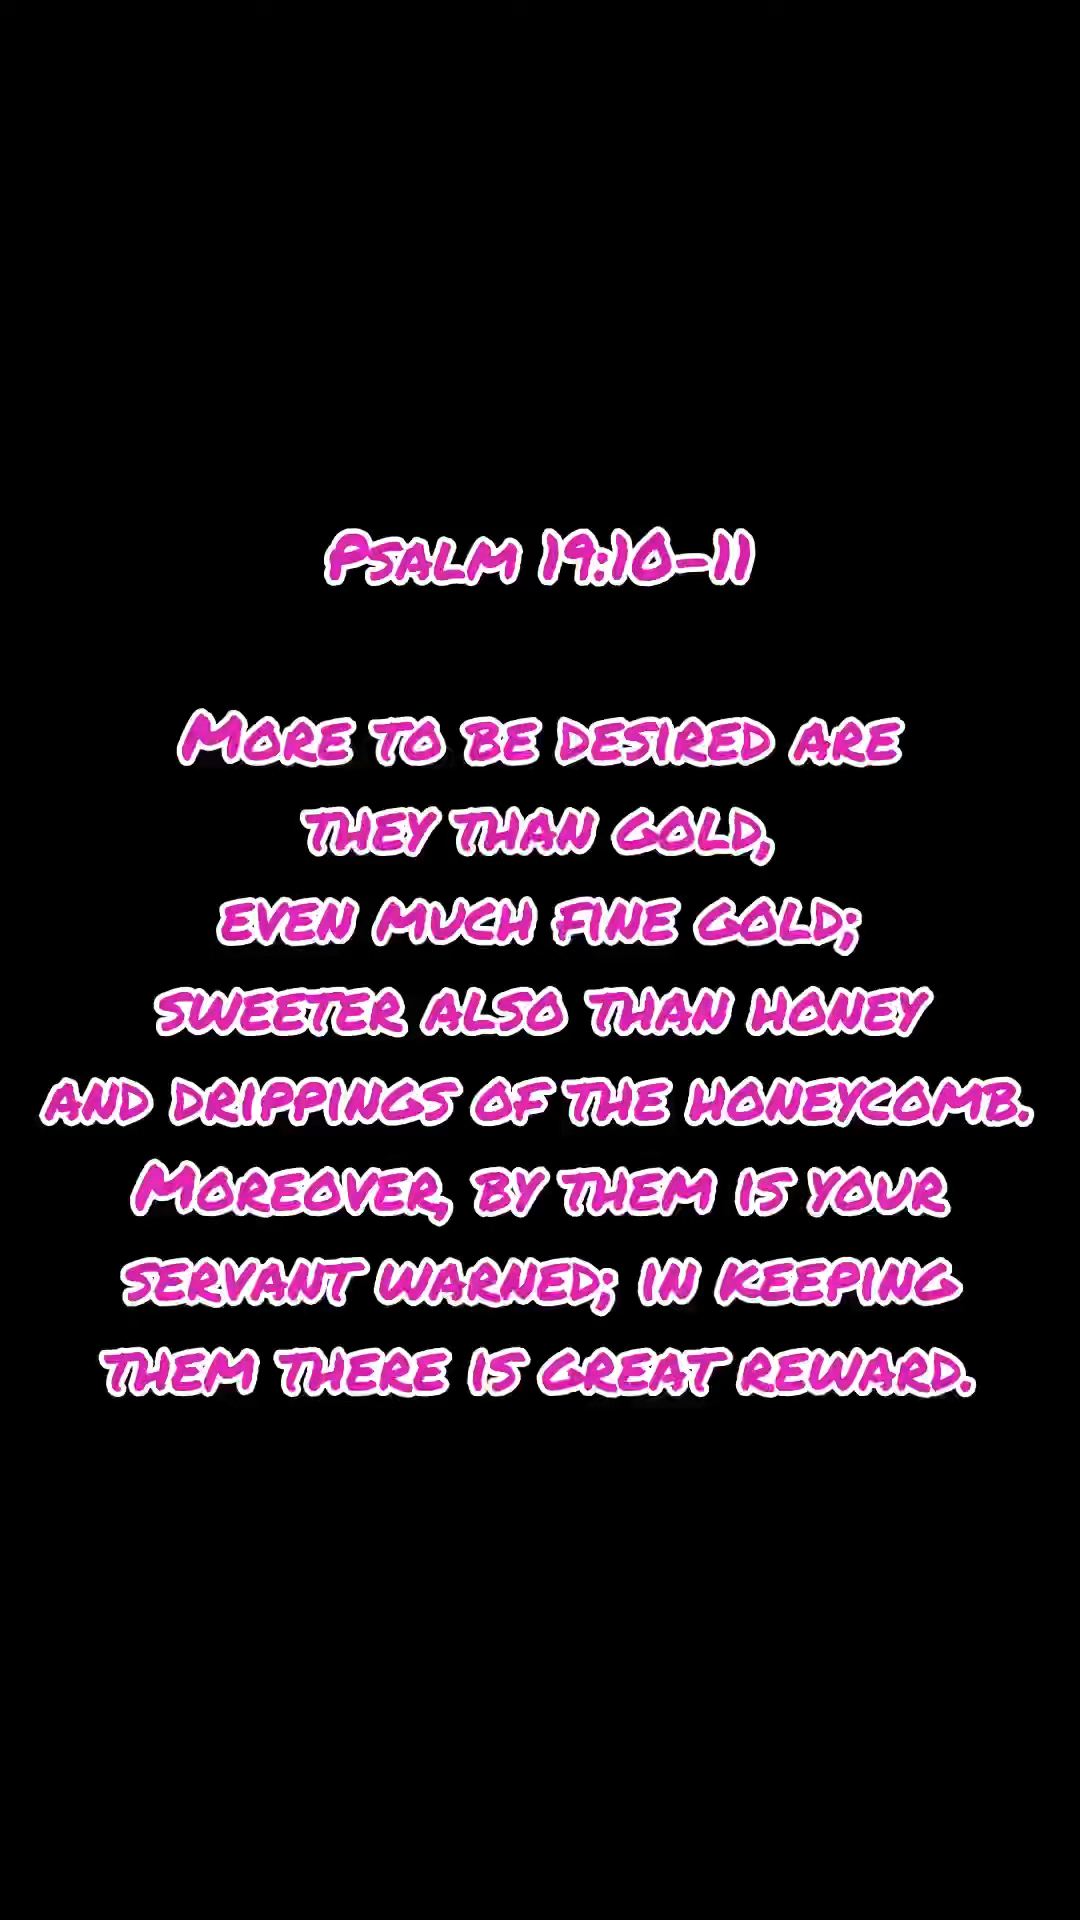 Psalm 19:10-11
More to be desired are
they than gold,
even much fine gold;
sweeter also than honey
and drippings of the honeycomb.
Moreover, by them is your
servant warned; in keeping
them there is great reward.